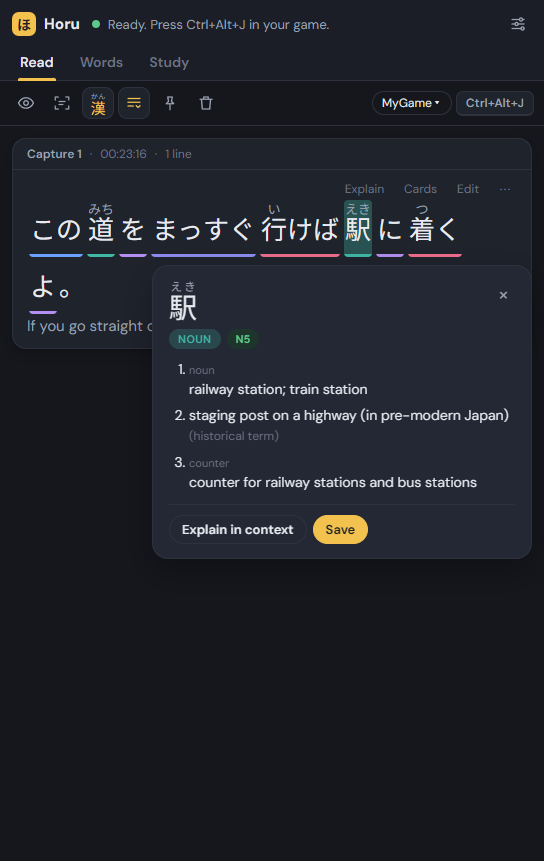 ほ Horu Ready. Press Ctrl+Alt+J in your game.
Read Words Study
かん
漢
MyGame Ctrl+Alt+J
Capture 1 · 00:23:16 · 1 line
Explain Cards Edit ···
みち い えき つ
この道をまっすぐ行けば駅に着く
よ。
If you go straight
えき
駅
×
NOUN N5
1. noun
railway station; train station
2. staging post on a highway (in pre-modern Japan)
(historical term)
3. counter
counter for railway stations and bus stations
Explain in context Save